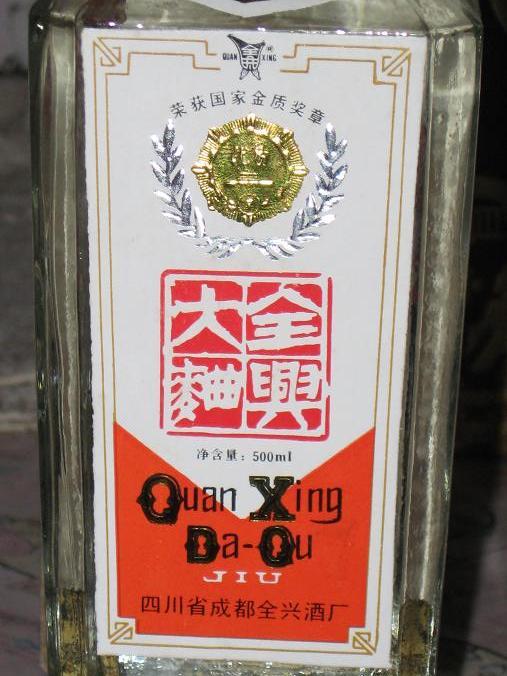 QUAN XING
荣获国家金质奖章
全興
大麯
净含量：500ml
Quan Xing
Da-Qu
JIU
四川省成都全兴酒厂